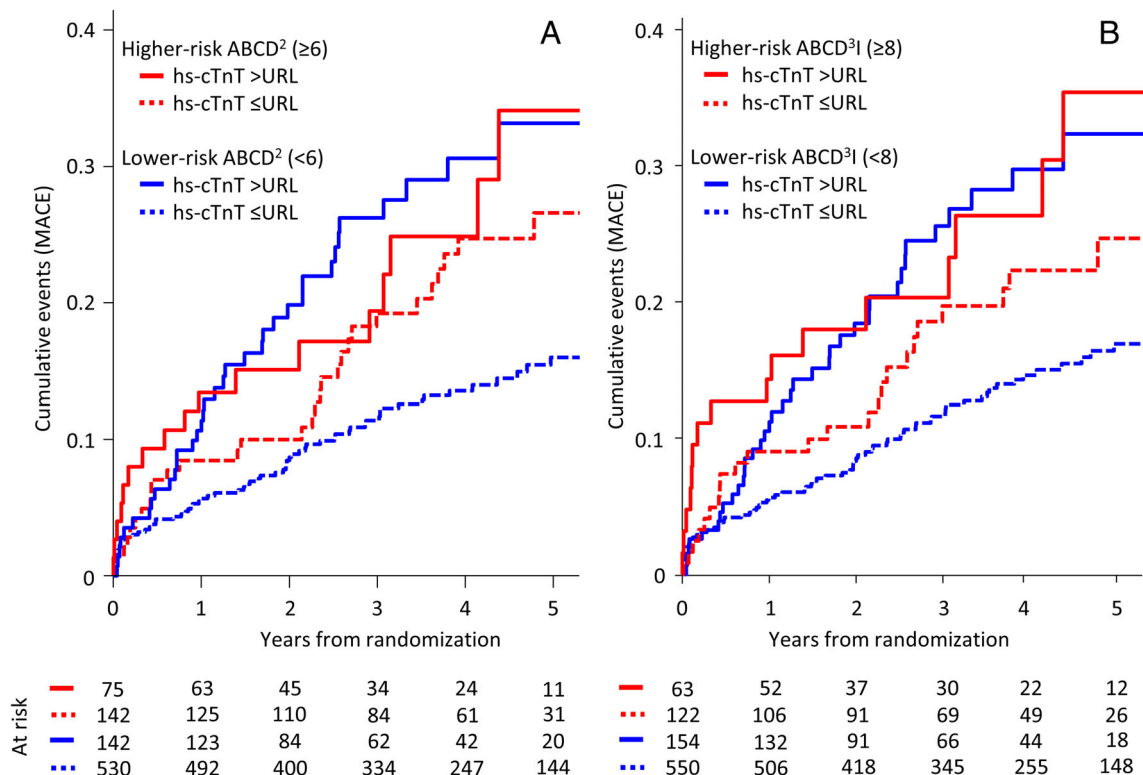 A
0.4
Higher-risk ABCD² (≥6)
hs-cTnT >URL
hs-cTnT ≤URL
Lower-risk ABCD² (<6)
hs-cTnT >URL
hs-cTnT ≤URL
0.3
0.2
0.1
0
Cumulative events (MACE)
0 1 2 3 4 5
Years from randomization
B
0.4
Higher-risk ABCD³I (≥8)
hs-cTnT >URL
hs-cTnT ≤URL
Lower-risk ABCD³I (<8)
hs-cTnT >URL
hs-cTnT ≤URL
0.3
0.2
0.1
0
Cumulative events (MACE)
0 1 2 3 4 5
Years from randomization
At risk
75 63 45 34 24 11
142 125 110 84 61 31
142 123 84 62 42 20
530 492 400 334 247 144
63 52 37 30 22 12
122 106 91 69 49 26
154 132 91 66 44 18
550 506 418 345 255 148